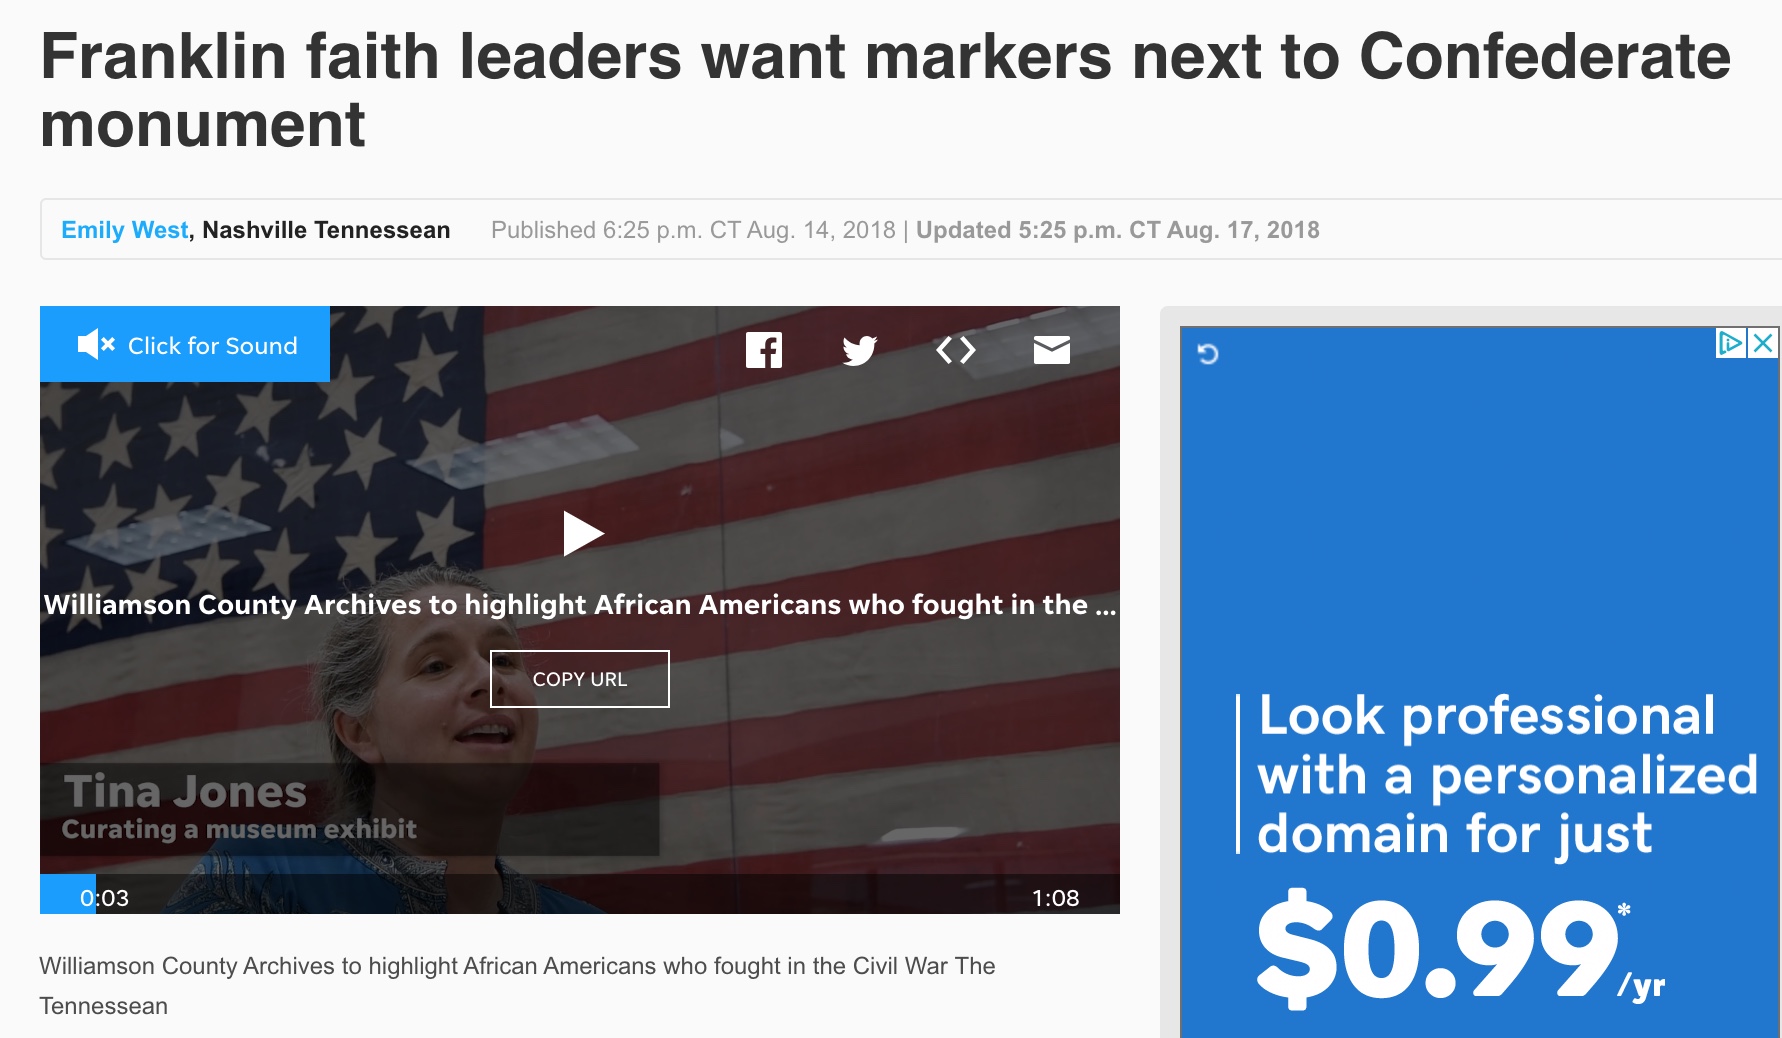 Franklin faith leaders want markers next to Confederate
monument
Emily West, Nashville Tennessean Published 6:25 p.m. CT Aug. 14, 2018 | Updated 5:25 p.m. CT Aug. 17, 2018
Click for Sound
Williamson County Archives to highlight African Americans who fought in the ...
COPY URL
Tina Jones
Curating a museum exhibit
0:03
1:08
Williamson County Archives to highlight African Americans who fought in the Civil War The
Tennessean
Look professional
with a personalized
domain for just
$0.99*/yr